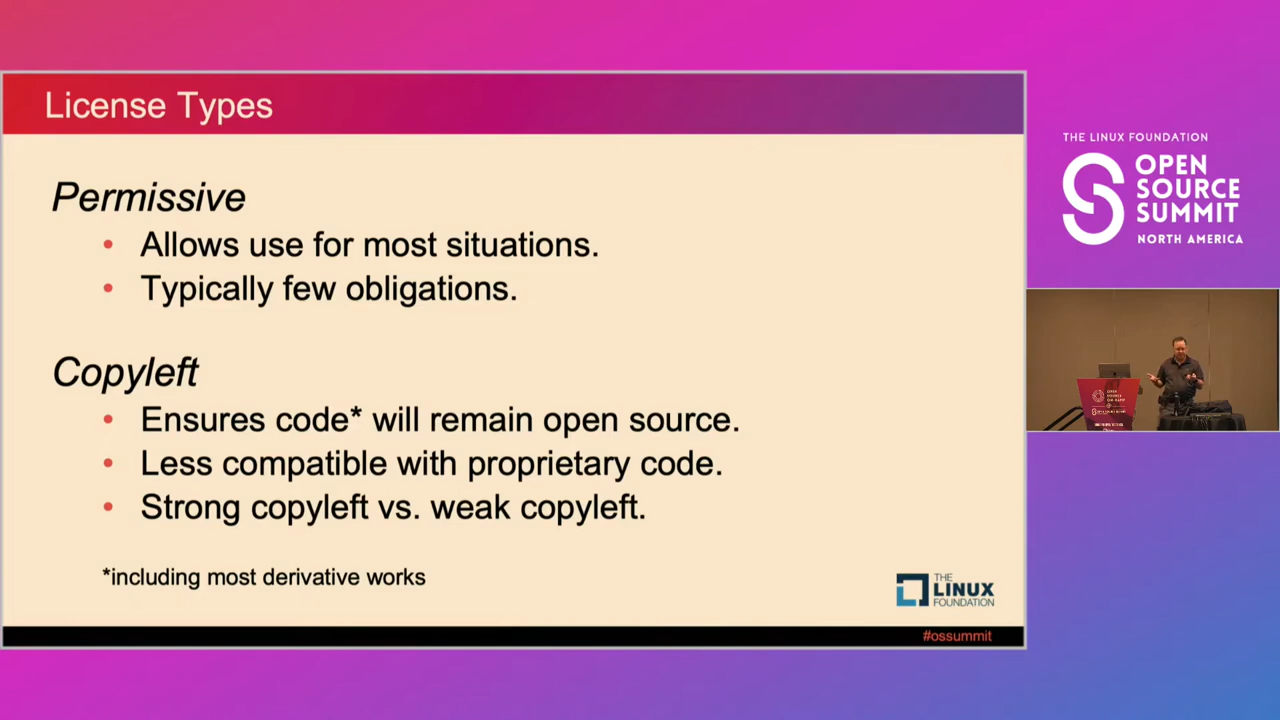 License Types
Permissive
• Allows use for most situations.
• Typically few obligations.
Copyleft
• Ensures code* will remain open source.
• Less compatible with proprietary code.
• Strong copyleft vs. weak copyleft.
*including most derivative works
THE
LINUX
FOUNDATION
#ossummit
THE LINUX FOUNDATION
OPEN
SOURCE
SUMMIT
NORTH AMERICA